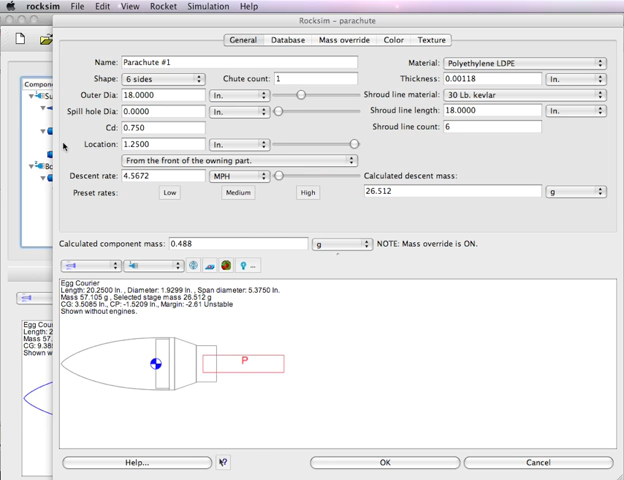 rocksim File Edit View Rocket Simulation Help
Rocksim - parachute
General Database Mass override Color Texture
Name: Parachute #1 Material: Polyethylene LDPE
Shape: 6 sides Chute count: 1 Thickness: 0.00118 In.
Outer Dia: 18.0000 In. Shroud line material: 30 Lb. kevlar
Spill hole Dia: 0.0000 In. Shroud line length: 18.0000 In.
Cd: 0.750 Shroud line count: 6
Location: 1.2500 In.
From the front of the owning part.
Descent rate: 4.5672 MPH Calculated descent mass:
Preset rates: Low Medium High 26.512 g
Calculated component mass: 0.488 g NOTE: Mass override is ON.
Egg Courier
Length: 20.2500 In. , Diameter: 1.9299 In. , Span diameter: 5.3750 In.
Mass 57.105 g , Selected stage mass 26.512 g
CG: 3.5085 In., CP: -1.5209 In., Margin: -2.61 Unstable
Shown without engines.
P
Help... OK Cancel
Compone
Egg Cou
Length: 2
Mass 57.
CG: 9.38
Shown w